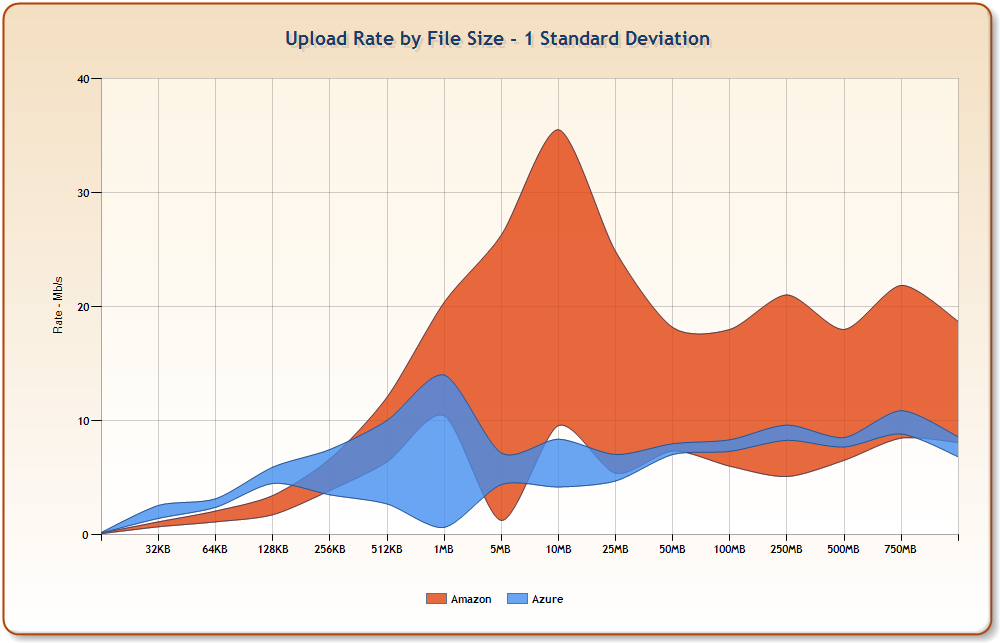 Upload Rate by File Size - 1 Standard Deviation
40
30
20
10
0
Rate - Mb/s
32KB 64KB 128KB 256KB 512KB 1MB 5MB 10MB 25MB 50MB 100MB 250MB 500MB 750MB
Amazon Azure